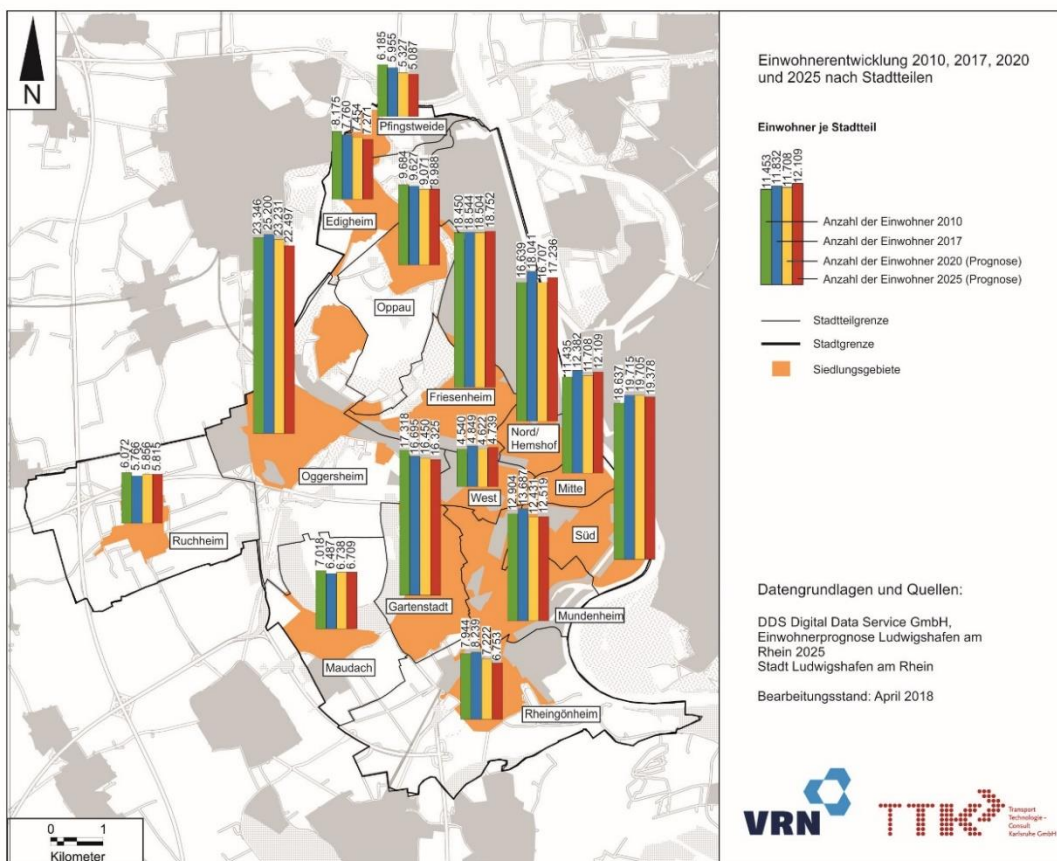 N
6.185
5.955
5.327
5.087
Pfingstweide
8.175
7.760
7.454
7.271
Edigheim
9.684
9.627
9.071
8.988
Oppau
23.346
25.200
23.231
22.497
Oggersheim
18.450
18.544
18.504
18.752
Friesenheim
16.639
18.041
16.707
17.236
Nord/
Hemshof
11.435
12.382
11.708
12.109
Mitte
18.637
19.715
19.705
19.378
Süd
17.318
16.695
16.450
16.325
Gartenstadt
4.540
4.849
4.622
4.739
West
12.904
13.687
12.431
12.519
Mundenheim
6.072
5.766
5.856
5.815
Ruchheim
7.018
6.487
6.738
6.709
Maudach
7.944
8.239
7.222
6.753
Rheingönheim
0 1
Kilometer
Einwohnerentwicklung 2010, 2017, 2020
und 2025 nach Stadtteilen
Einwohner je Stadtteil
11.453
11.832
11.708
12.109
Anzahl der Einwohner 2010
Anzahl der Einwohner 2017
Anzahl der Einwohner 2020 (Prognose)
Anzahl der Einwohner 2025 (Prognose)
Stadtteilgrenze
Stadtgrenze
Siedlungsgebiete
Datengrundlagen und Quellen:
DDS Digital Data Service GmbH,
Einwohnerprognose Ludwigshafen am
Rhein 2025
Stadt Ludwigshafen am Rhein
Bearbeitungsstand: April 2018
VRN
TTK
Transport
Technologie -
Consult
Karlsruhe GmbH